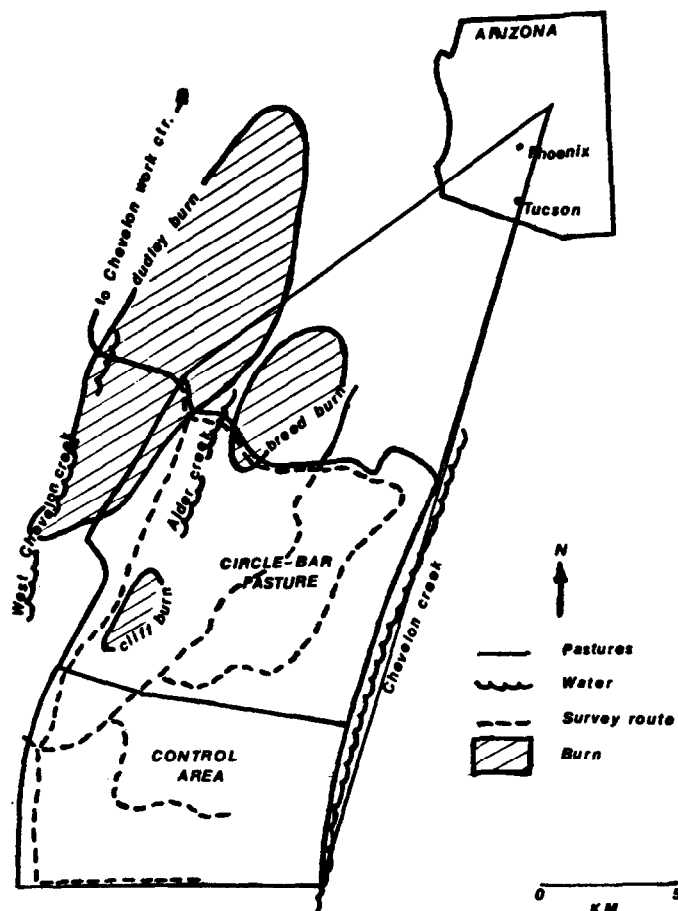 ARIZONA
Phoenix
Tucson
to Chevelon work ctr.
dudley burn
breed burn
West Chevelon creek
Alder creek
CIRCLE-BAR
PASTURE
cliff burn
Chevelon creek
CONTROL
AREA
N
Pastures
Water
Survey route
Burn
0 5
KM